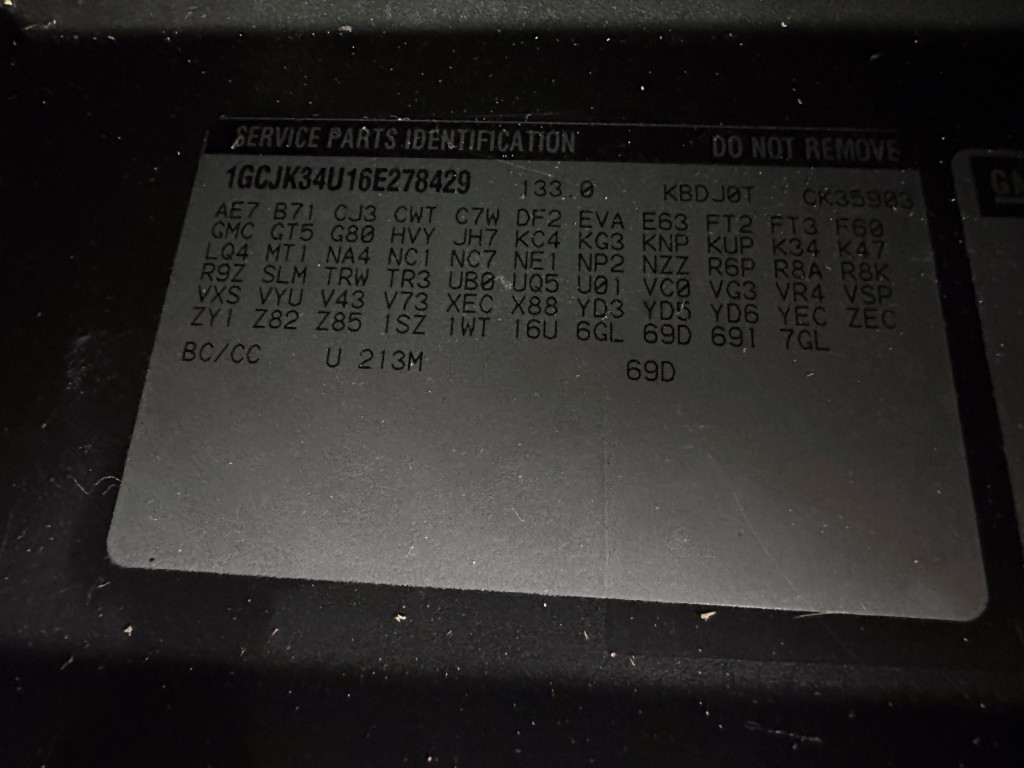 SERVICE PARTS IDENTIFICATION DO NOT REMOVE
1GCJK34U16E278429 133.0 KBDJ0T CK35903
AE7 B71 CJ3 CWT C7W DF2 EVA E63 FT2 FT3 F60
GMC GT5 G80 HVY JH7 KC4 KG3 KNP KUP K34 K47
LQ4 MT1 NA4 NC1 NC7 NE1 NP2 NZZ R6P R8A R8K
R9Z SLM TRW TR3 UB0 UQ5 U01 VC0 VG3 VR4 VSP
VXS VYU V43 V73 XEC X88 YD3 YD5 YD6 YEC ZEC
ZY1 Z82 Z85 1SZ 1WT 16U 6GL 69D 691 7GL
BC/CC U 213M 69D
GM